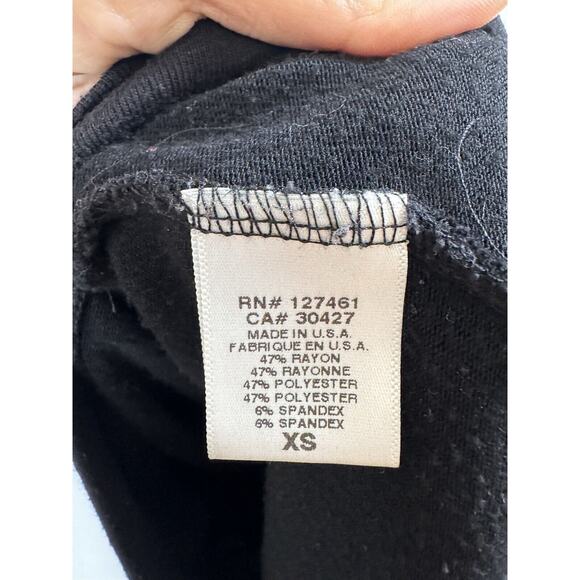 RN# 127461
CA# 30427
MADE IN U.S.A.
FABRIQUE EN U.S.A.
47% RAYON
47% RAYONNE
47% POLYESTER
47% POLYESTER
6% SPANDEX
6% SPANDEX
XS